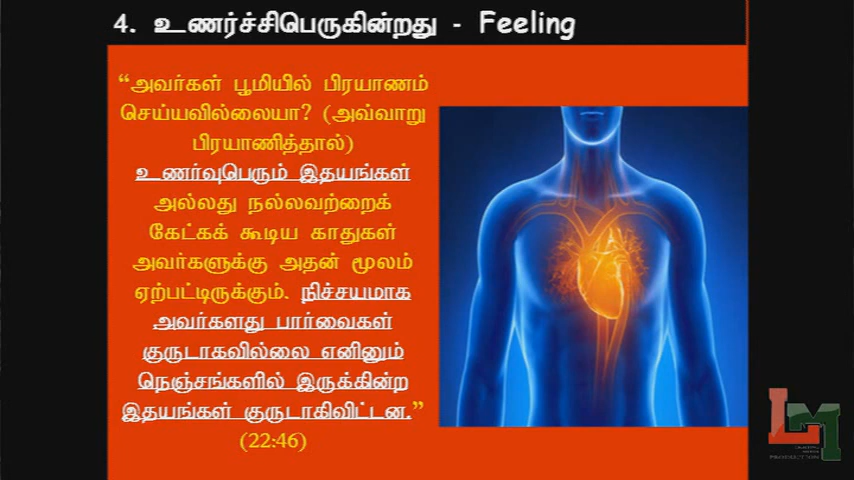 4. உணர்ச்சிபெருகின்றது - Feeling
“அவர்கள் பூமியில் பிரயாணம்
செய்யவில்லையா? (அவ்வாறு
பிரயாணித்தால்)
உணர்வுபெரும் இதயங்கள்
அல்லது நல்லவற்றைக்
கேட்கக் கூடிய காதுகள்
அவர்களுக்கு அதன் மூலம்
ஏற்பட்டிருக்கும். நிச்சயமாக
அவர்களது பார்வைகள்
குருடாகவில்லை எனினும்
நெஞ்சங்களில் இருக்கின்ற
இதயங்கள் குருடாகிவிட்டன.”
(22:46)
LM
PRODUCTION